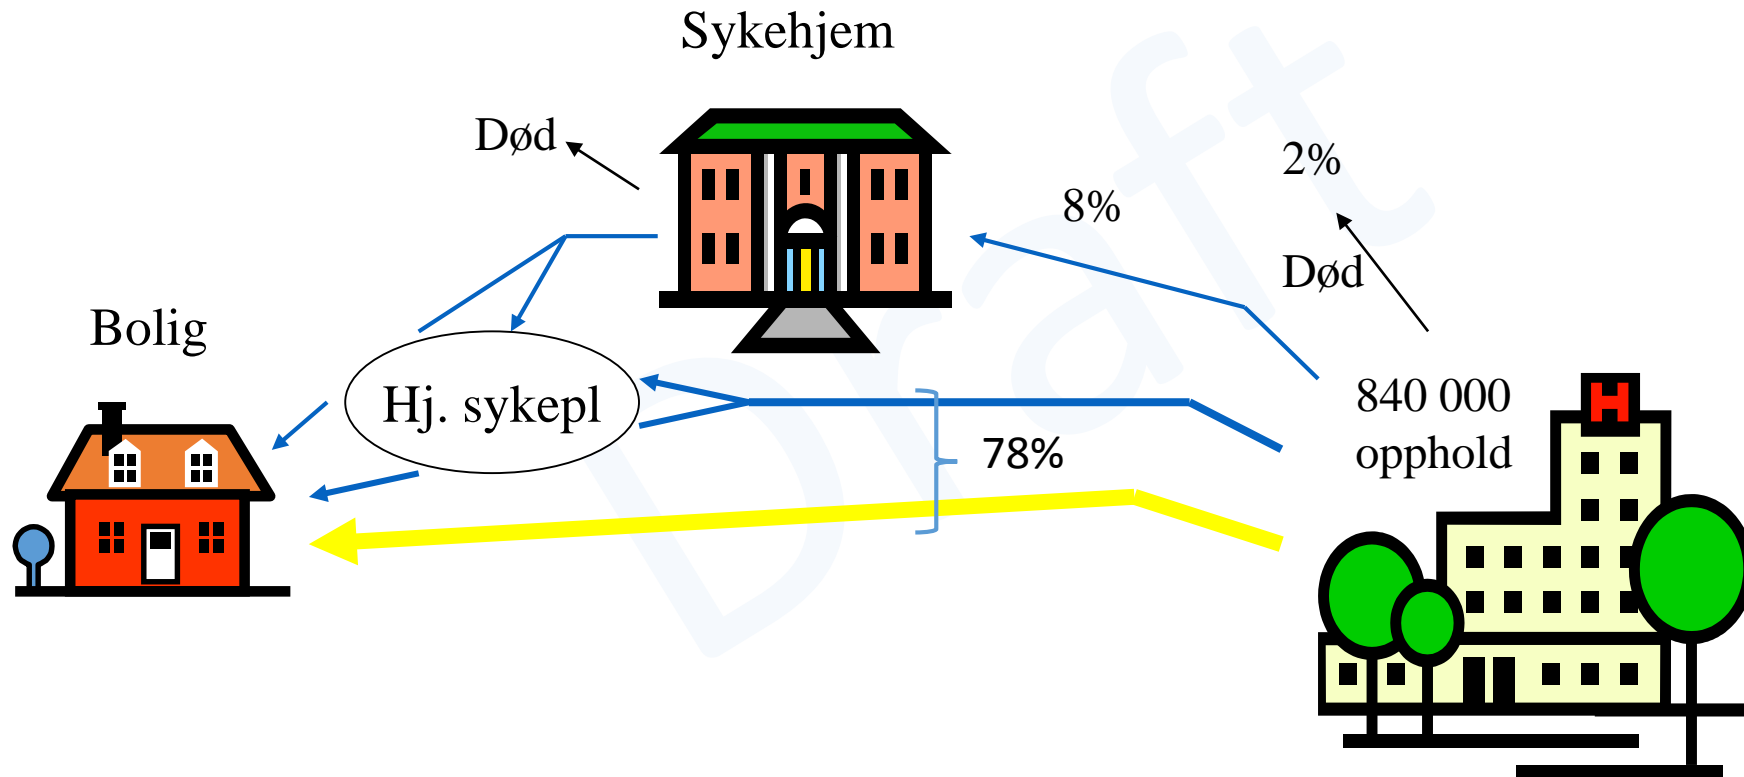 Sykehjem
Død
2%
8%
Død
Bolig
Hj. sykepl
840 000
opphold
78%
H
Draft